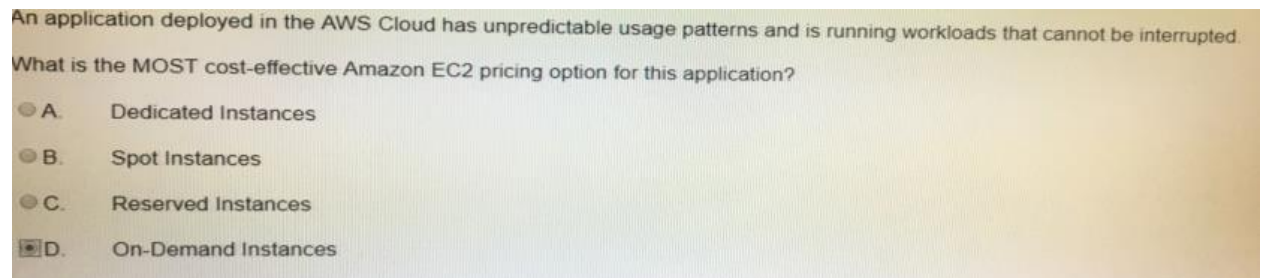 An application deployed in the AWS Cloud has unpredictable usage patterns and is running workloads that cannot be interrupted.
What is the MOST cost-effective Amazon EC2 pricing option for this application?
A. Dedicated Instances
B. Spot Instances
C. Reserved Instances
D. On-Demand Instances